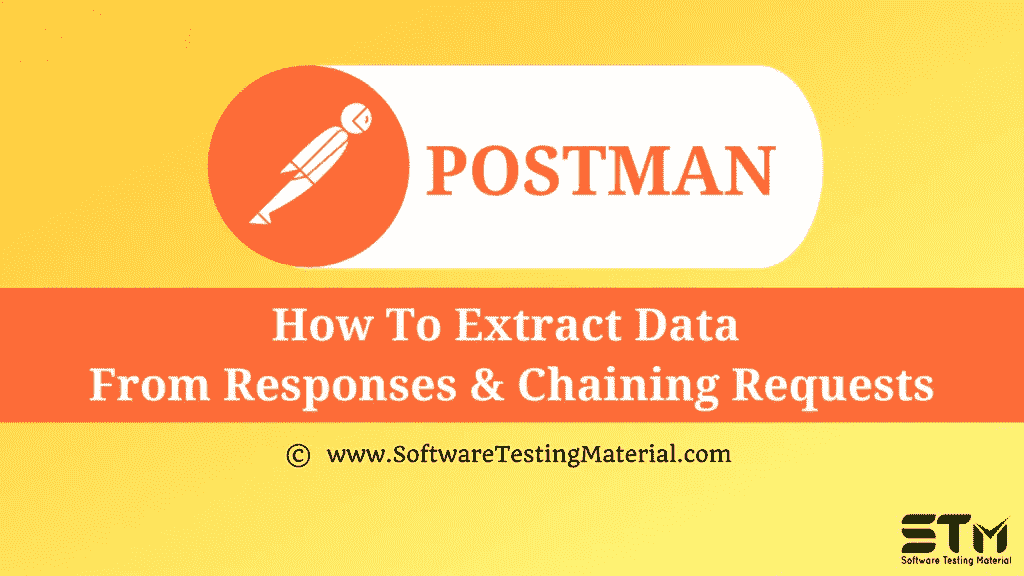 POSTMAN
How To Extract Data
From Responses & Chaining Requests
© www.SoftwareTestingMaterial.com
STM
Software Testing Material